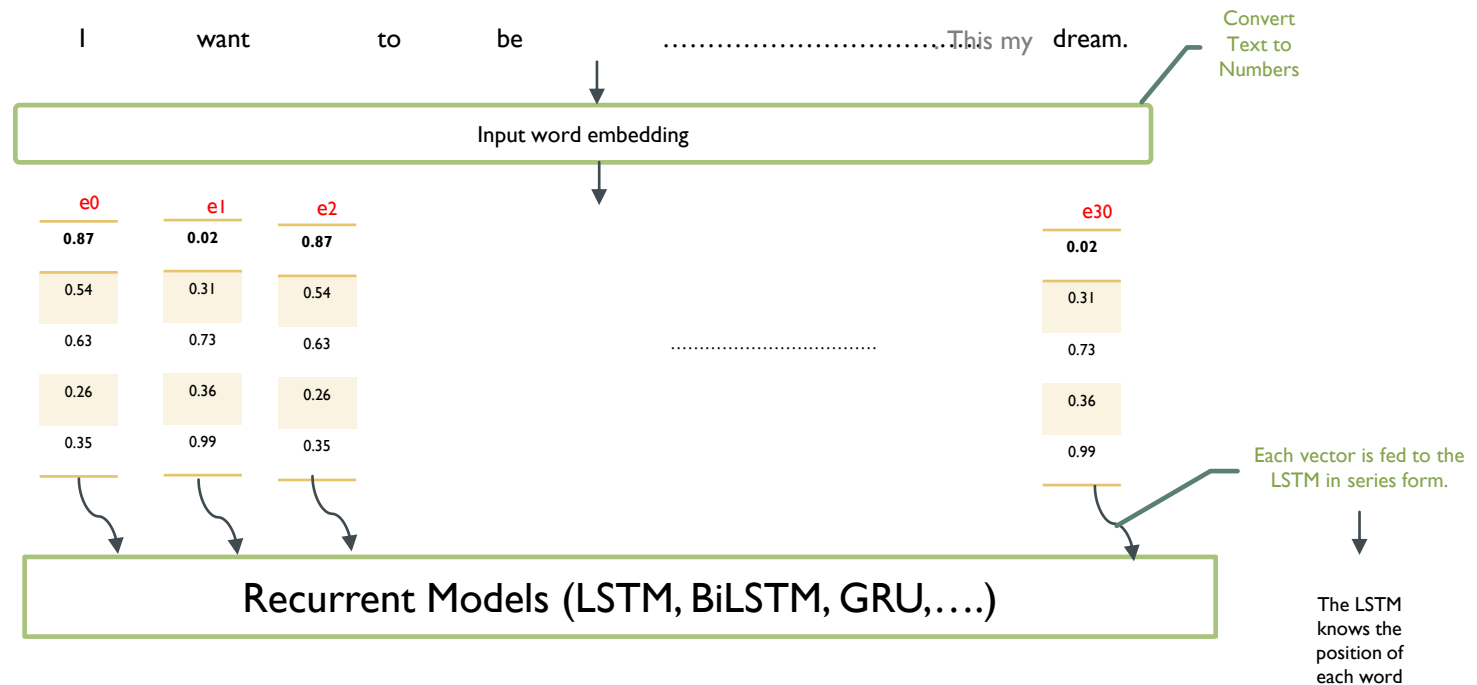 I want to be ........................................ . This my dream.
Convert
Text to
Numbers
Input word embedding
e0 e1 e2 e30
0.87 0.02 0.87 0.02
0.54 0.31 0.54 0.31
0.63 0.73 0.63 ........................................ 0.73
0.26 0.36 0.26 0.36
0.35 0.99 0.35 0.99
Each vector is fed to the
LSTM in series form.
Recurrent Models (LSTM, BiLSTM, GRU,....)
The LSTM
knows the
position of
each word